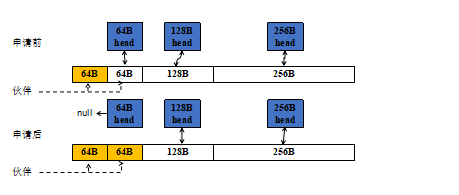 64B head 128B head 256B head
申请前
64B 64B 128B 256B
伙伴
null 64B head 128B head 256B head
申请后
64B 64B 128B 256B
伙伴